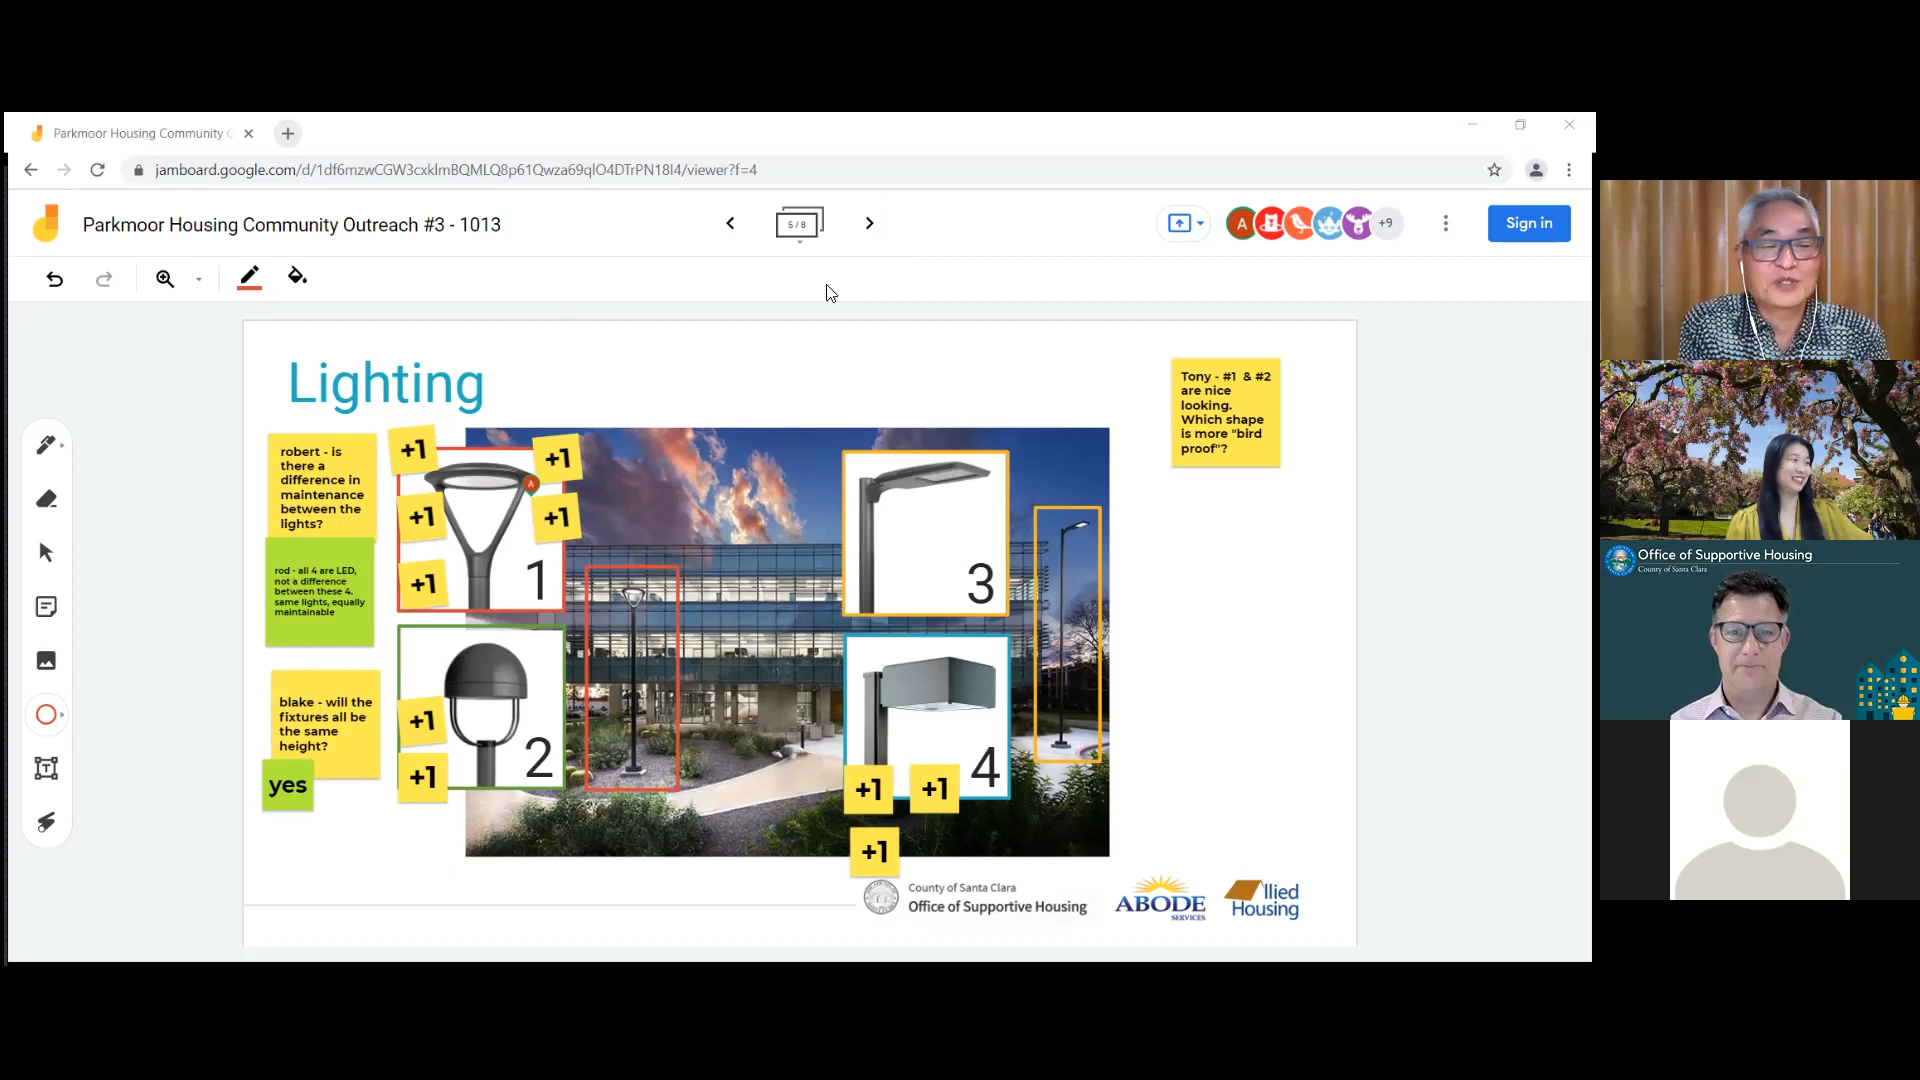 Parkmoor Housing Community
jamboard.google.com/d/1df6mzwCGW3cxklmBQMLQ8p61Qwza69qlO4DTrPN18I4/viewer?f=4
Parkmoor Housing Community Outreach #3 - 1013
5 / 8
A
+9
Sign in
Lighting
Tony - #1 & #2
are nice
looking.
Which shape
is more "bird
proof"?
robert - is
there a
difference in
maintenance
between the
lights?
rod - all 4 are LED,
not a difference
between these 4.
same lights, equally
maintainable
blake - will the
fixtures all be
the same
height?
yes
+1
+1
+1
+1
+1
A
1
+1
+1
2
3
4
+1
+1
+1
County of Santa Clara
Office of Supportive Housing
ABODE
SERVICES
Allied
Housing
Office of Supportive Housing
County of Santa Clara